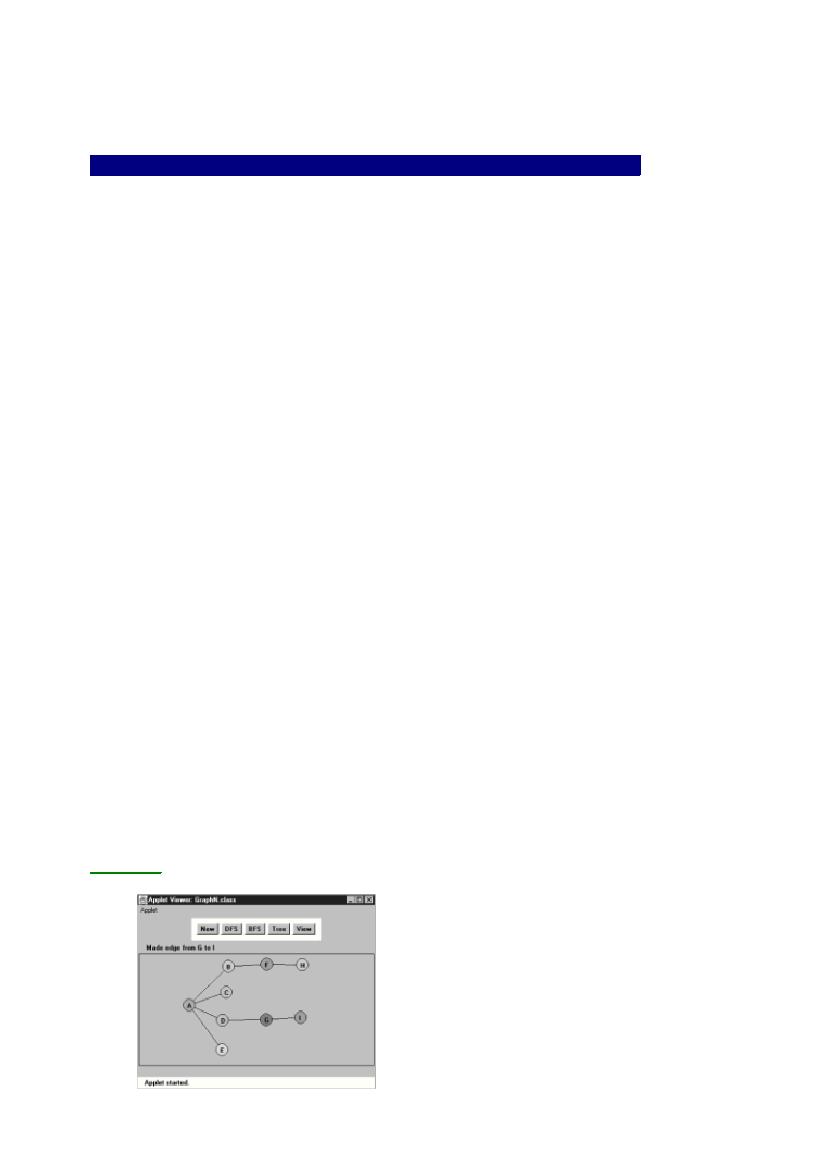 Applet Viewer: GraphN.class
Applet
New DFS BFS Tree View
Made edge from G to I
B F H
C
A
D G I
E
Applet started.